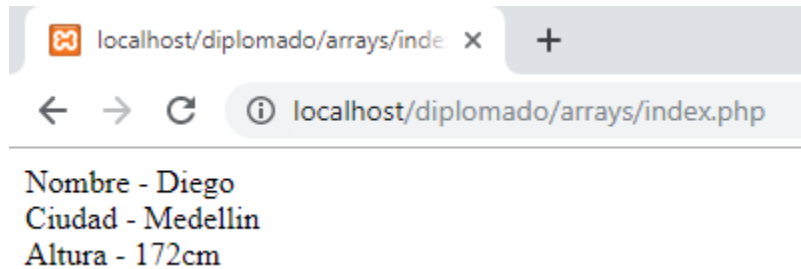 localhost/diplomado/arrays/inde
localhost/diplomado/arrays/index.php
Nombre - Diego
Ciudad - Medellin
Altura - 172cm